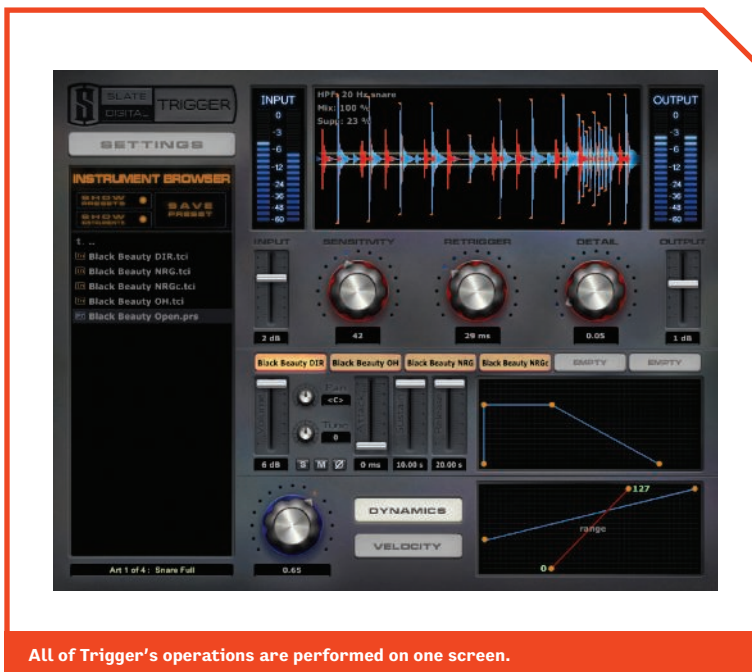 SLATE
DIGITAL
TRIGGER
SETTINGS
INSTRUMENT BROWSER
SHOW PRESETS
SHOW INSTRUMENTS
SAVE PRESET
1. ..
Black Beauty DIR.tci
Black Beauty NRG.tci
Black Beauty NRGc.tci
Black Beauty OH.tci
Black Beauty Open.prs
Art 1 of 4 : Snare Full
INPUT
0
-3
-6
-12
-24
-36
-48
-60
HPF: 20 Hz snare
Mix: 100 %
Supp: 23 %
OUTPUT
0
-3
-6
-12
-24
-36
-48
-60
INPUT
SENSITIVITY
RETRIGGER
DETAIL
OUTPUT
2 dB
42
29 ms
0.05
1 dB
Black Beauty DIR
Black Beauty OH
Black Beauty NRG
Black Beauty NRGc
EMPTY
EMPTY
Volume
Pan
<C>
Tune
0
Attack
Sustain
Release
6 dB
S
M
Ø
0 ms
10.00 s
20.00 s
DYNAMICS
VELOCITY
0.65
127
range
0
All of Trigger's operations are performed on one screen.